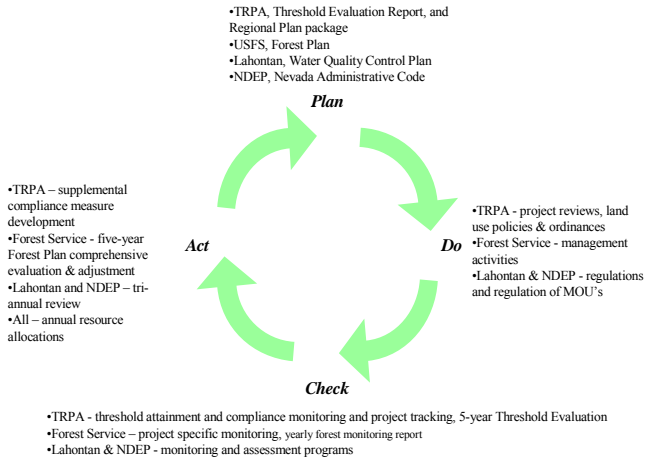 •TRPA, Threshold Evaluation Report, and
Regional Plan package
•USFS, Forest Plan
•Lahontan, Water Quality Control Plan
•NDEP, Nevada Administrative Code
Plan
•TRPA - project reviews, land
use policies & ordinances
•Forest Service - management
activities
•Lahontan & NDEP - regulations
and regulation of MOU's
Do
•TRPA – supplemental
compliance measure
development
•Forest Service - five-year
Forest Plan comprehensive
evaluation & adjustment
•Lahontan and NDEP – tri-
annual review
•All – annual resource
allocations
Act
Check
•TRPA - threshold attainment and compliance monitoring and project tracking, 5-year Threshold Evaluation
•Forest Service – project specific monitoring, yearly forest monitoring report
•Lahontan & NDEP - monitoring and assessment programs